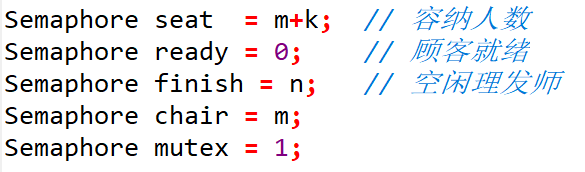 Semaphore seat  = m+k;  // 容纳人数
Semaphore ready = 0;    // 顾客就绪
Semaphore finish = n;   // 空闲理发师
Semaphore chair = m;
Semaphore mutex = 1;